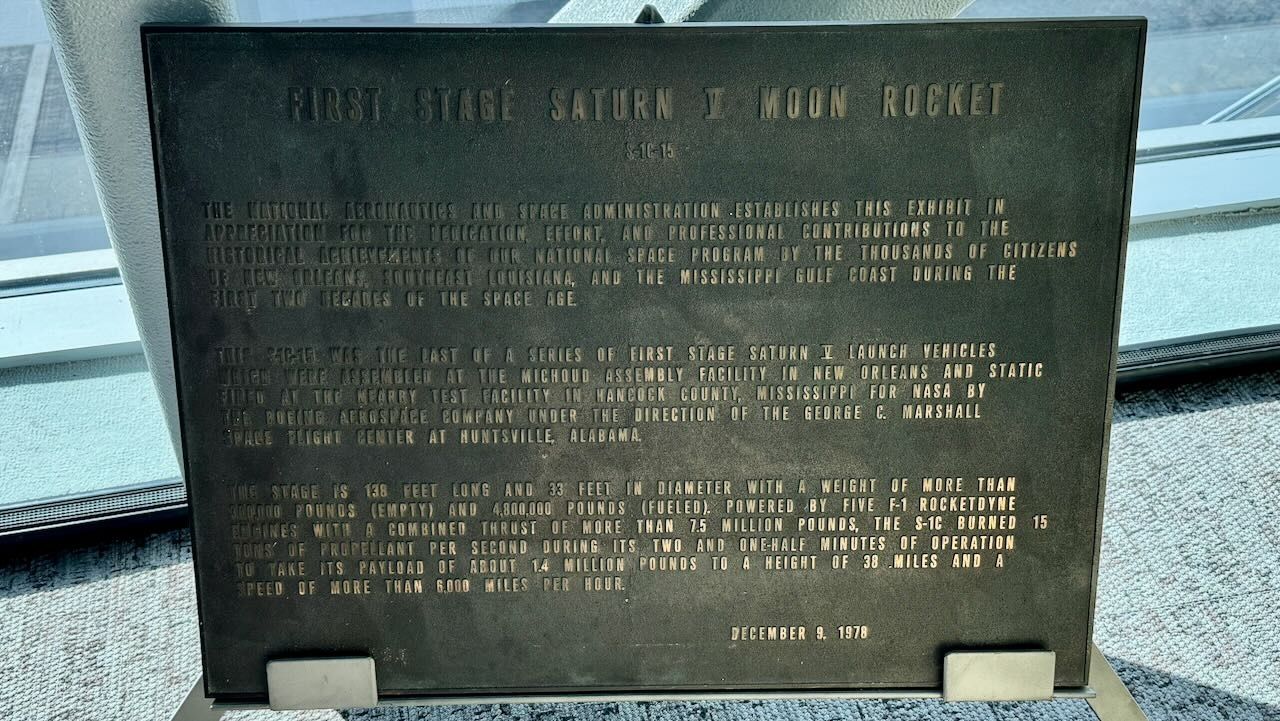 FIRST STAGE SATURN V MOON ROCKET
S-1C-15
THE NATIONAL AERONAUTICS AND SPACE ADMINISTRATION ESTABLISHES THIS EXHIBIT IN
APPRECIATION FOR THE DEDICATION, EFFORT, AND PROFESSIONAL CONTRIBUTIONS TO THE
HISTORICAL ACHIEVEMENTS OF OUR NATIONAL SPACE PROGRAM BY THE THOUSANDS OF CITIZENS
OF NEW ORLEANS, SOUTHEAST LOUISIANA, AND THE MISSISSIPPI GULF COAST DURING THE
FIRST TWO DECADES OF THE SPACE AGE.
THIS S-1C-15 WAS THE LAST OF A SERIES OF FIRST STAGE SATURN V LAUNCH VEHICLES
WHICH WERE ASSEMBLED AT THE MICHOUD ASSEMBLY FACILITY IN NEW ORLEANS AND STATIC
FIRED AT THE NEARBY TEST FACILITY IN HANCOCK COUNTY, MISSISSIPPI FOR NASA BY
THE BOEING AEROSPACE COMPANY UNDER THE DIRECTION OF THE GEORGE C. MARSHALL
SPACE FLIGHT CENTER AT HUNTSVILLE, ALABAMA.
THE STAGE IS 138 FEET LONG AND 33 FEET IN DIAMETER WITH A WEIGHT OF MORE THAN
POUNDS (EMPTY) AND 4,800,000 POUNDS (FUELED). POWERED BY FIVE F-1 ROCKETDYNE
ENGINES WITH A COMBINED THRUST OF MORE THAN 7.5 MILLION POUNDS, THE S-1C BURNED 15
TONS OF PROPELLANT PER SECOND DURING ITS TWO AND ONE-HALF MINUTES OF OPERATION
TO TAKE ITS PAYLOAD OF ABOUT 1.4 MILLION POUNDS TO A HEIGHT OF 38 MILES AND A
SPEED OF MORE THAN 6,000 MILES PER HOUR.
DECEMBER 9, 1978